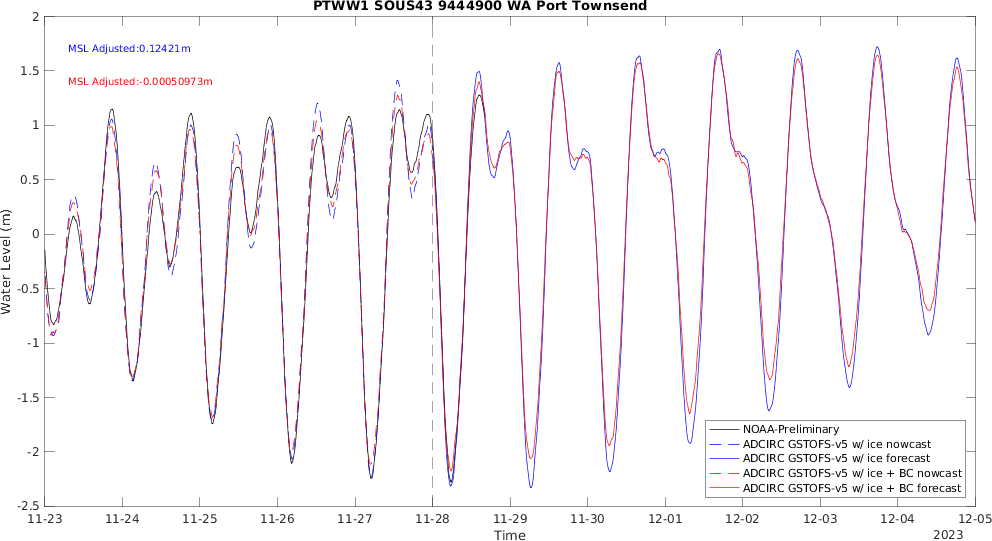 PTWW1 SOUS43 9444900 WA Port Townsend
MSL Adjusted:0.12421m
MSL Adjusted:-0.00050973m
Water Level (m)
2
1.5
1
0.5
0
-0.5
-1
-1.5
-2
-2.5
NOAA-Preliminary
ADCIRC GSTOFS-v5 w/ ice nowcast
ADCIRC GSTOFS-v5 w/ ice forecast
ADCIRC GSTOFS-v5 w/ ice + BC nowcast
ADCIRC GSTOFS-v5 w/ ice + BC forecast
11-23 11-24 11-25 11-26 11-27 11-28 11-29 11-30 12-01 12-02 12-03 12-04 12-05
Time
2023